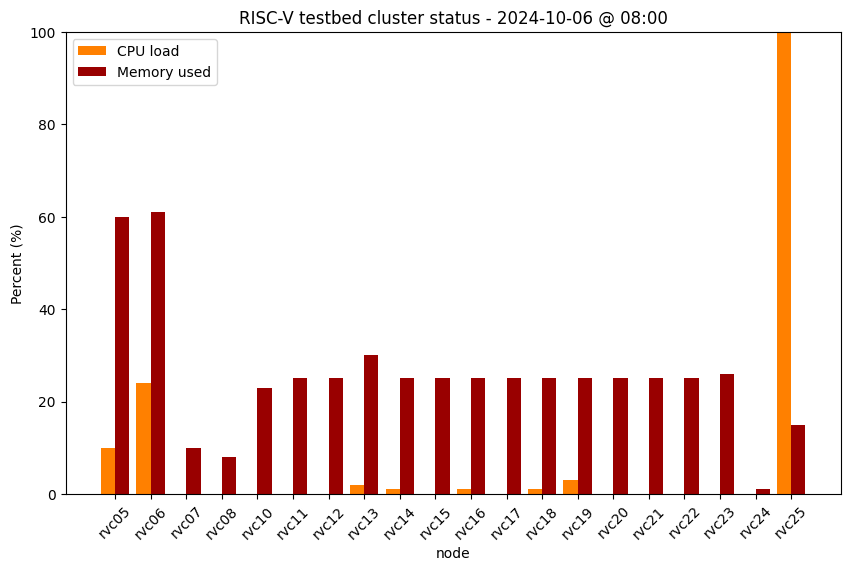 RISC-V testbed cluster status - 2024-10-06 @ 08:00
CPU load
Memory used
Percent (%)
100
80
60
40
20
0
rvc05
rvc06
rvc07
rvc08
rvc10
rvc11
rvc12
rvc13
rvc14
rvc15
rvc16
rvc17
rvc18
rvc19
rvc20
rvc21
rvc22
rvc23
rvc24
rvc25
node